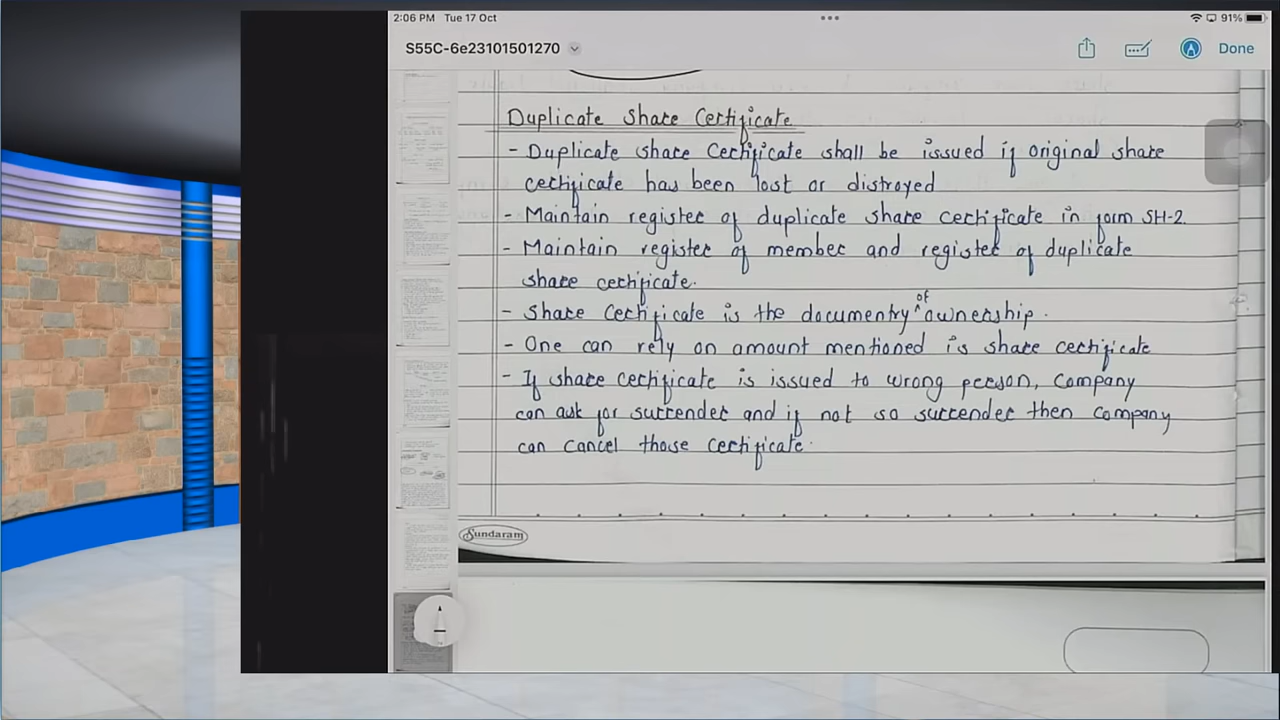 2:06 PM Tue 17 Oct
91%
S55C-6e23101501270
Done
Duplicate Share Certificate
- Duplicate share Certificate shall be issued if original share
certificate has been lost or distroyed
- Maintain register of duplicate share certificate in form SH-2.
- Maintain register of member and register of duplicate
share certificate.
- Share Certificate is the documentry of ownership.
- One can rely on amount mentioned is share certificate
- If share certificate is issued to wrong person, Company
can ask for surrender and if not so surrender then company
can cancel those certificate.
Sundaram